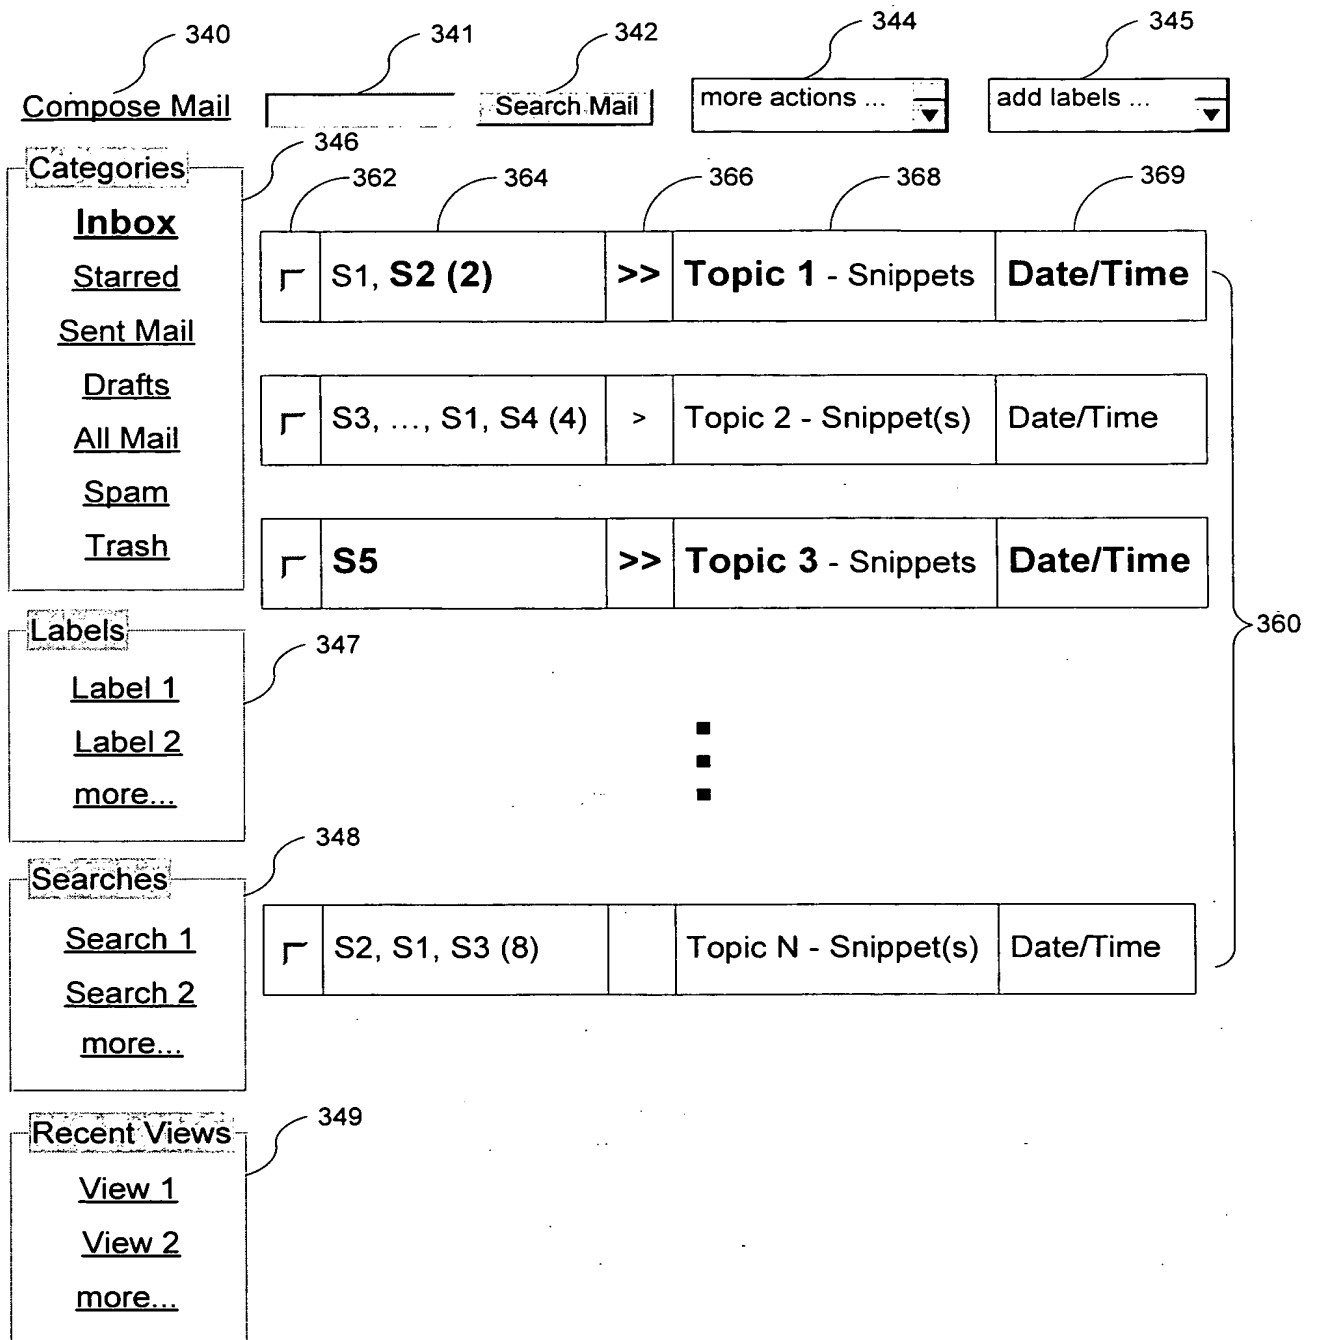 340 341 342 344 345
Compose Mail Search Mail more actions ... add labels ...
346
Categories
Inbox
Starred
Sent Mail
Drafts
All Mail
Spam
Trash
362 364 366 368 369
S1, S2 (2) >> Topic 1 - Snippets Date/Time
S3, ..., S1, S4 (4) > Topic 2 - Snippet(s) Date/Time
S5 >> Topic 3 - Snippets Date/Time
360
Labels
347
Label 1
Label 2
more...
348
Searches
Search 1
Search 2
more...
S2, S1, S3 (8) Topic N - Snippet(s) Date/Time
349
Recent Views
View 1
View 2
more...